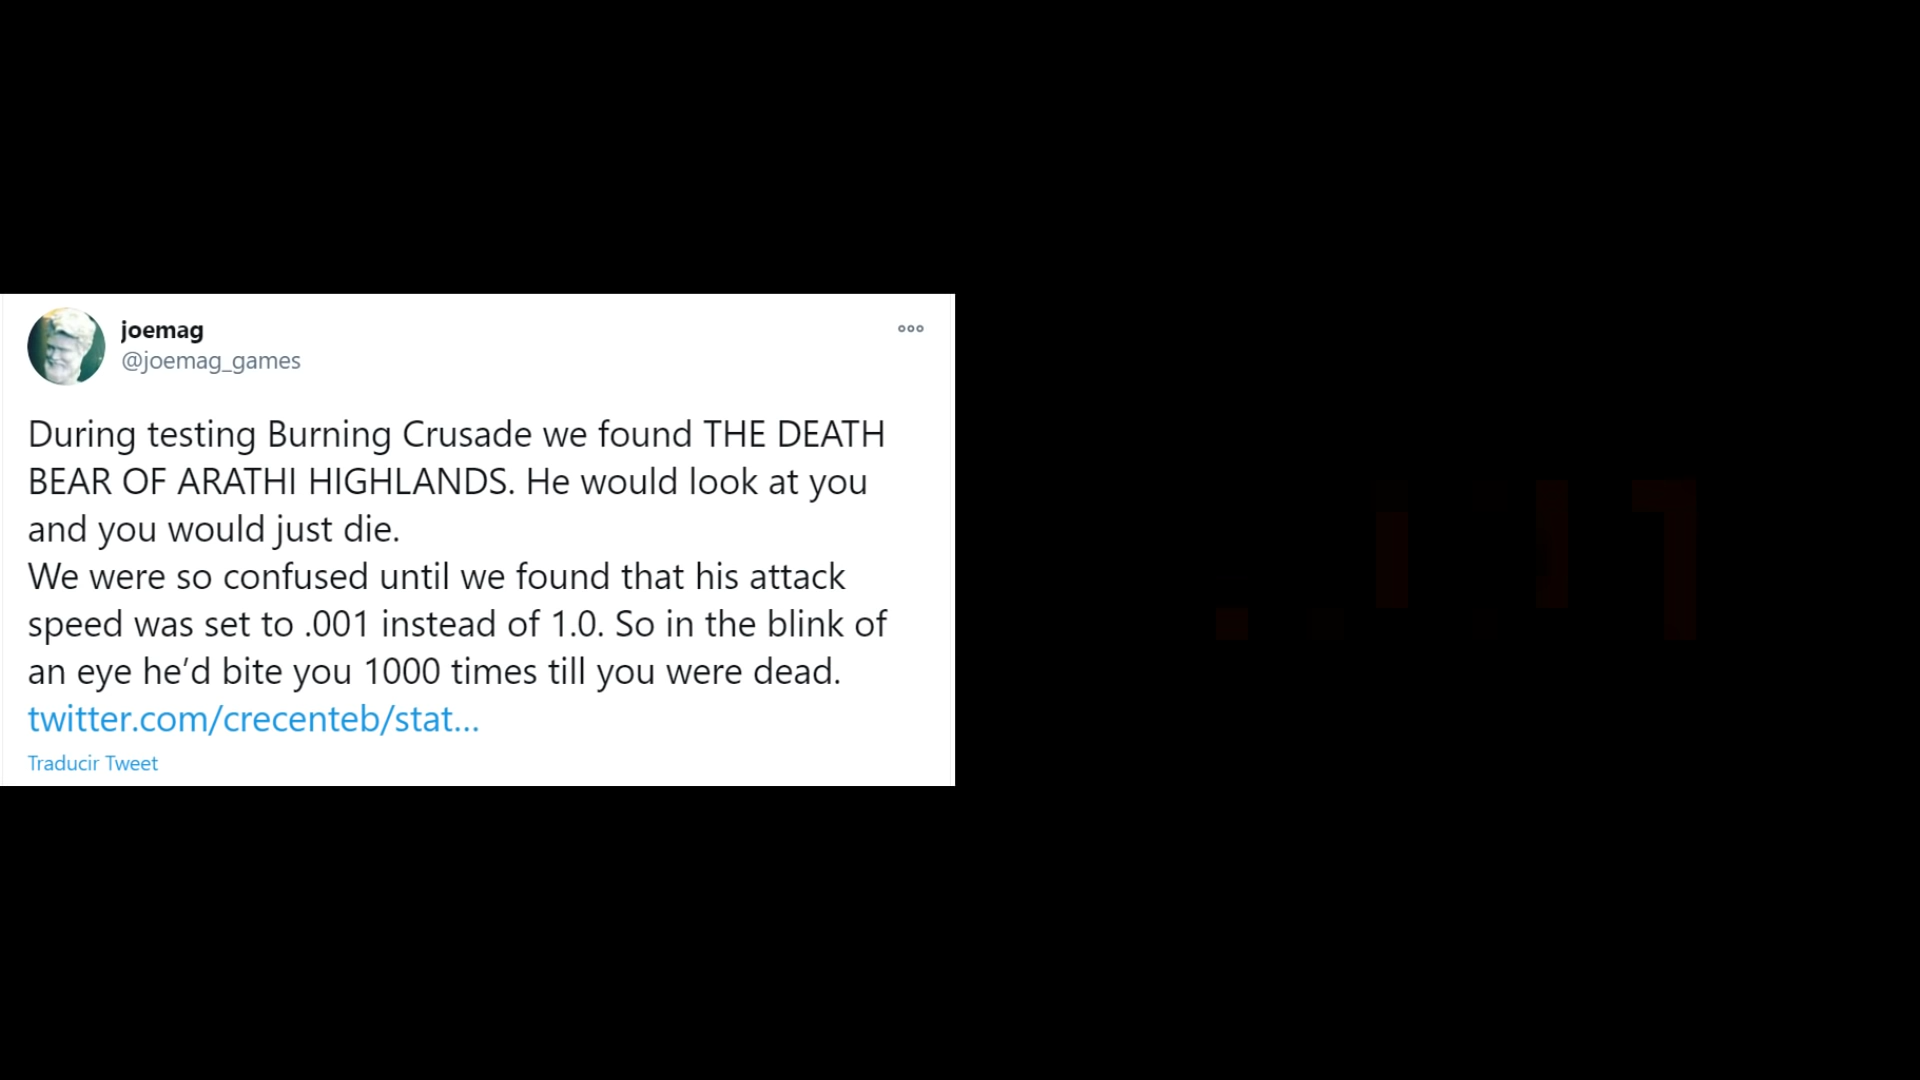 joemag
@joemag_games
During testing Burning Crusade we found THE DEATH
BEAR OF ARATHI HIGHLANDS. He would look at you
and you would just die.
We were so confused until we found that his attack
speed was set to .001 instead of 1.0. So in the blink of
an eye he’d bite you 1000 times till you were dead.
twitter.com/crecenteb/stat...
Traducir Tweet